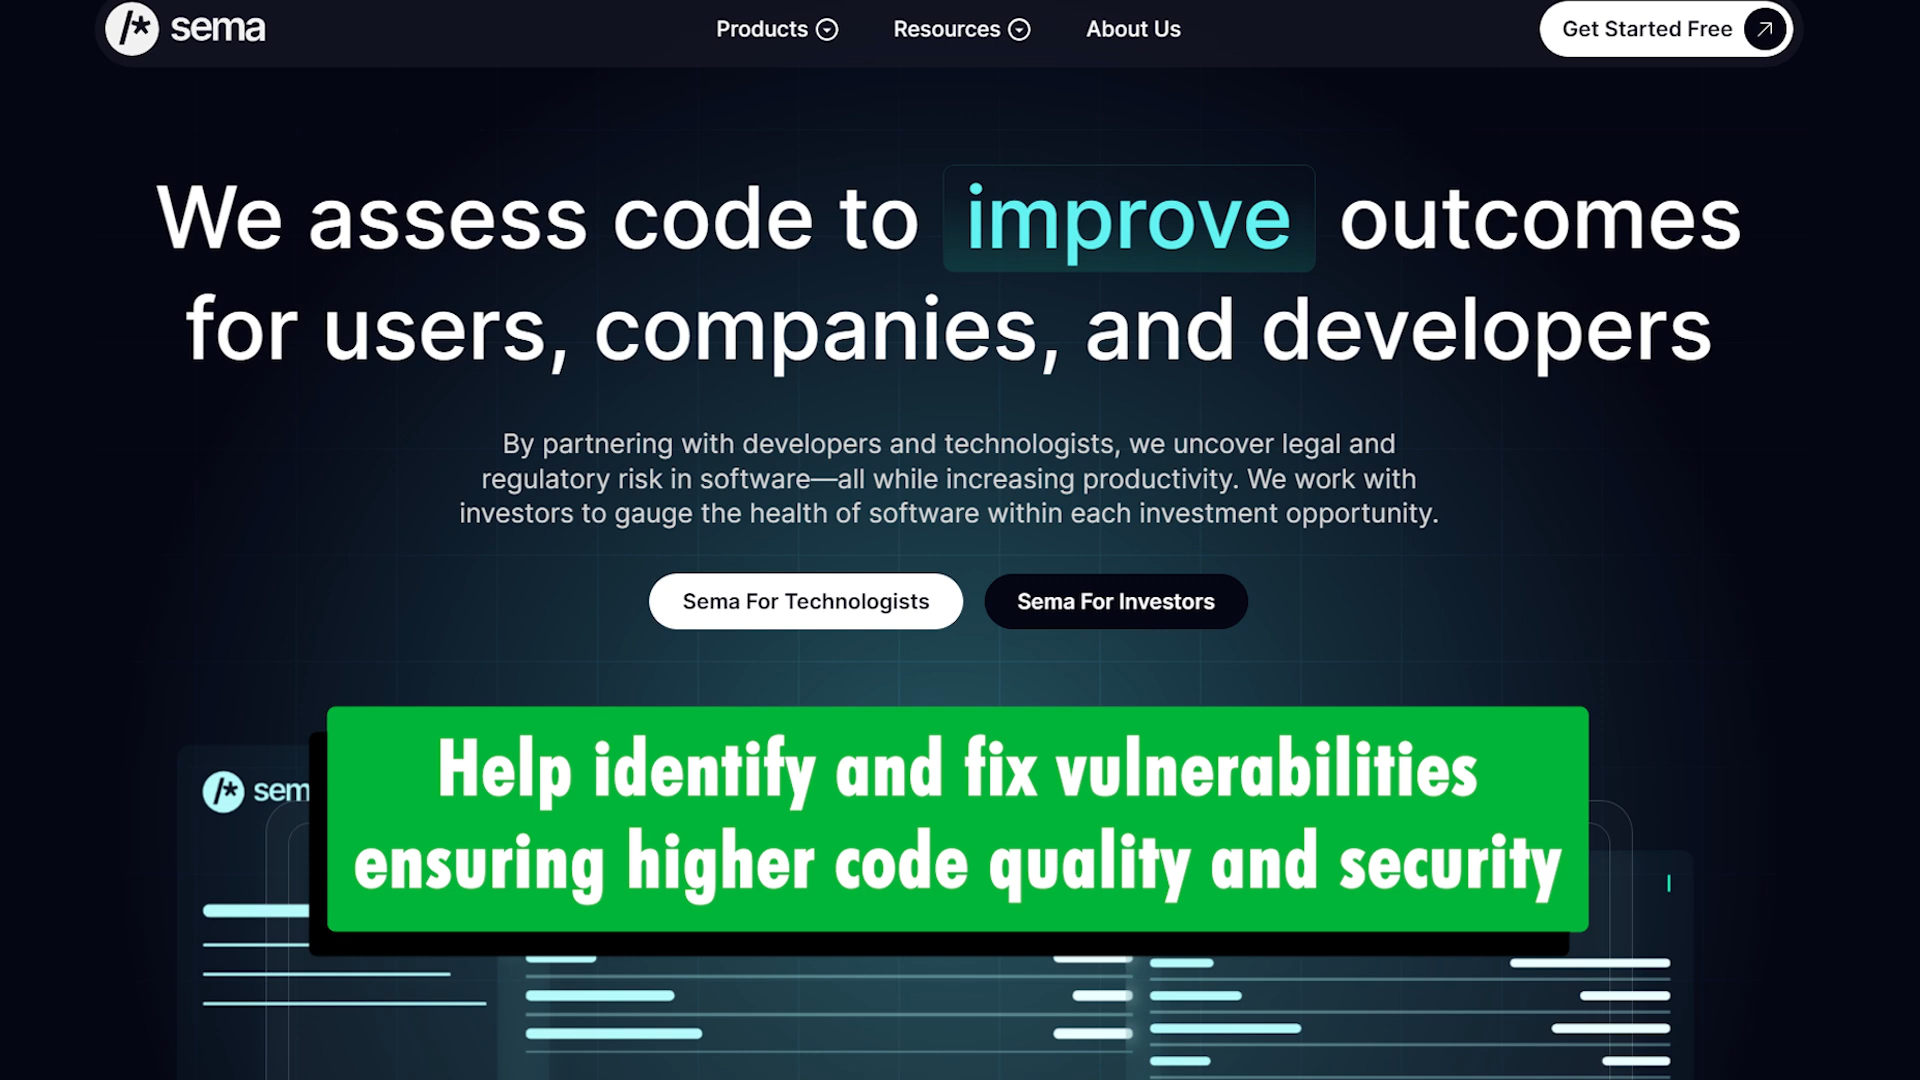 /* sema
Products
Resources
About Us
Get Started Free
We assess code to improve outcomes
for users, companies, and developers
By partnering with developers and technologists, we uncover legal and
regulatory risk in software—all while increasing productivity. We work with
investors to gauge the health of software within each investment opportunity.
Sema For Technologists
Sema For Investors
Help identify and fix vulnerabilities
ensuring higher code quality and security
/* sem